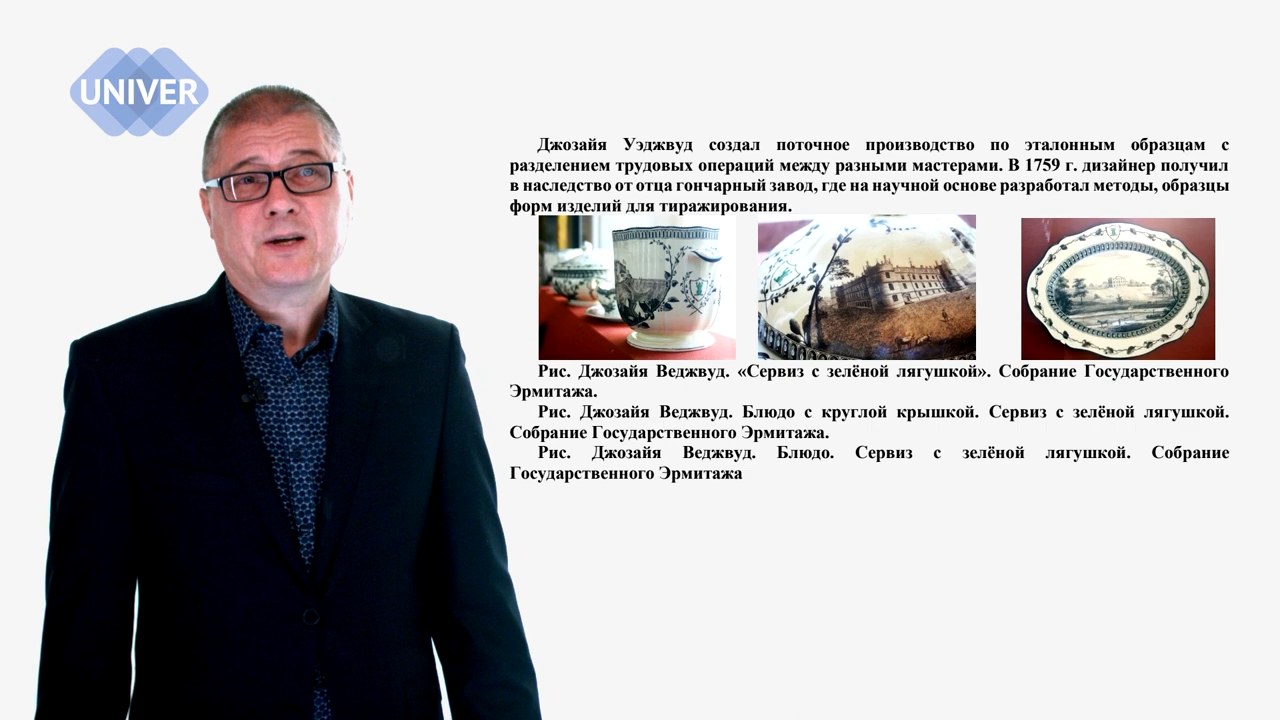 UNIVER
Джозайя Уэджвуд создал поточное производство по эталонным образцам с
разделением трудовых операций между разными мастерами. В 1759 г. дизайнер получил
в наследство от отца гончарный завод, где на научной основе разработал методы, образцы
форм изделий для тиражирования.
Рис. Джозайя Веджвуд. «Сервиз с зелёной лягушкой». Собрание Государственного
Эрмитажа.
Рис. Джозайя Веджвуд. Блюдо с круглой крышкой. Сервиз с зелёной лягушкой.
Собрание Государственного Эрмитажа.
Рис. Джозайя Веджвуд. Блюдо. Сервиз с зелёной лягушкой. Собрание
Государственного Эрмитажа